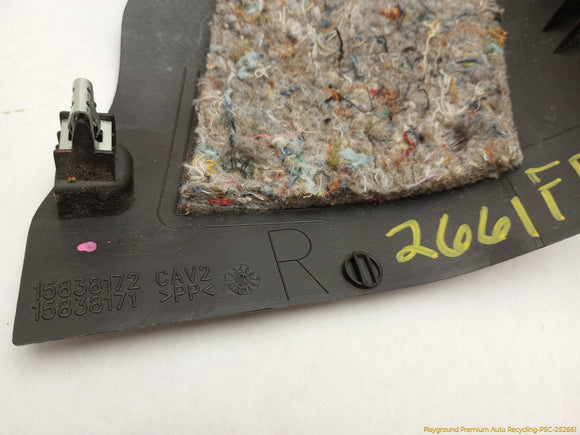 2661F
15838172 CAV2 R
15838171 >PP<
Playground Premium Auto Recycling-PSC-252661